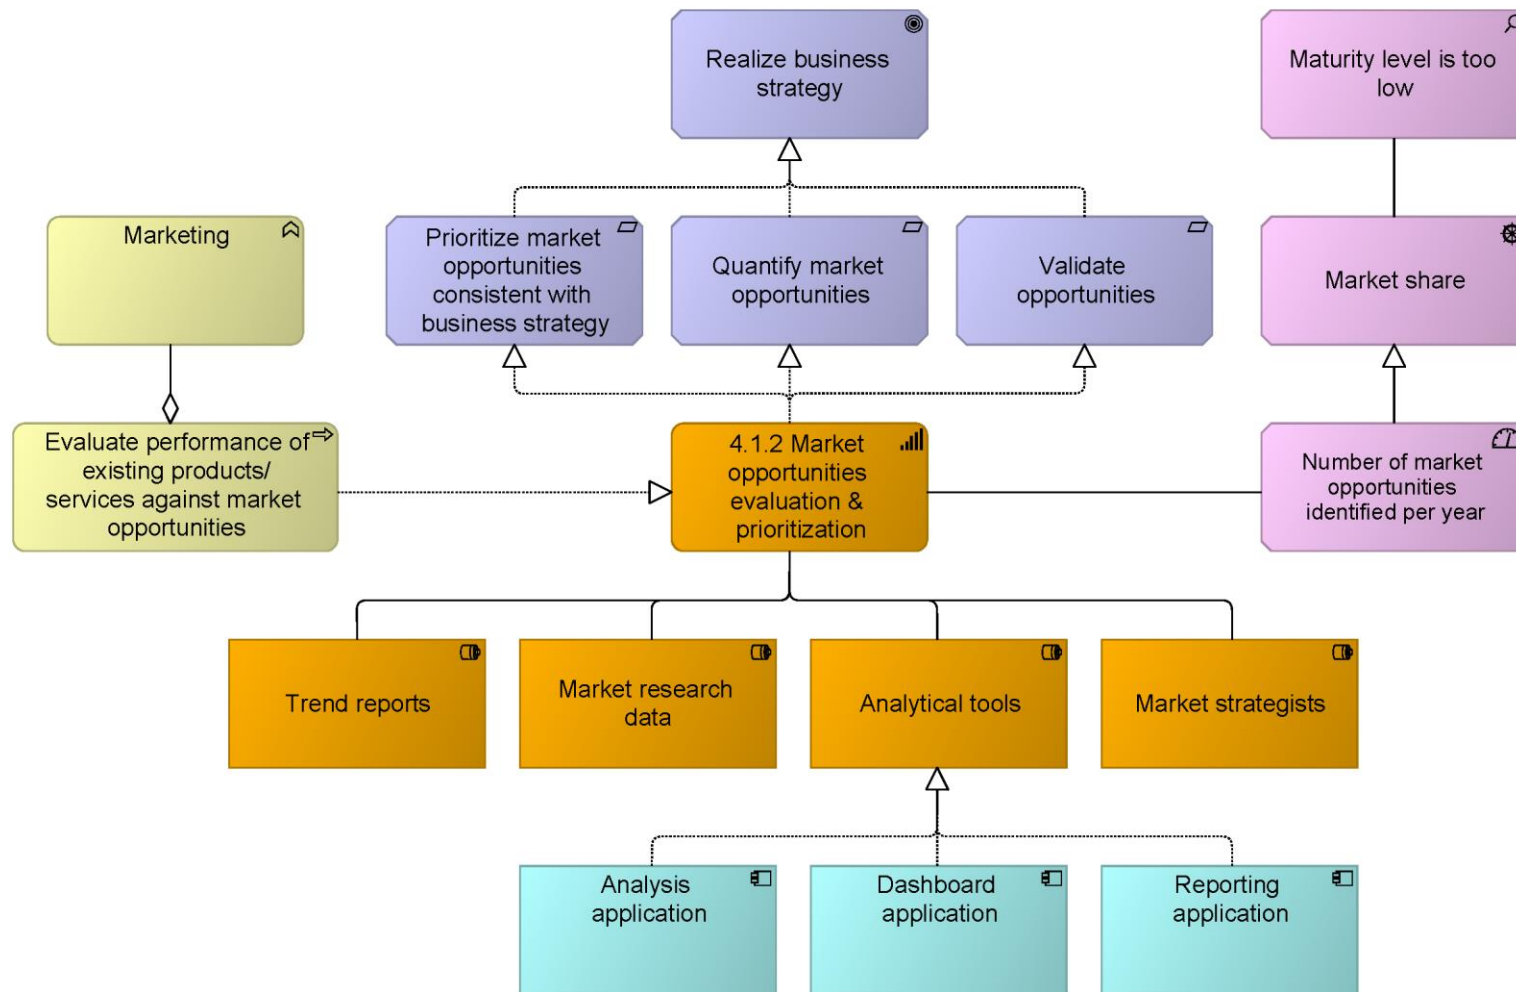 Realize business
strategy
Maturity level is too
low
Marketing
Prioritize market
opportunities
consistent with
business strategy
Quantify market
opportunities
Validate
opportunities
Market share
Evaluate performance of
existing products/
services against market
opportunities
4.1.2 Market
opportunities
evaluation &
prioritization
Number of market
opportunities
identified per year
Trend reports
Market research
data
Analytical tools
Market strategists
Analysis
application
Dashboard
application
Reporting
application